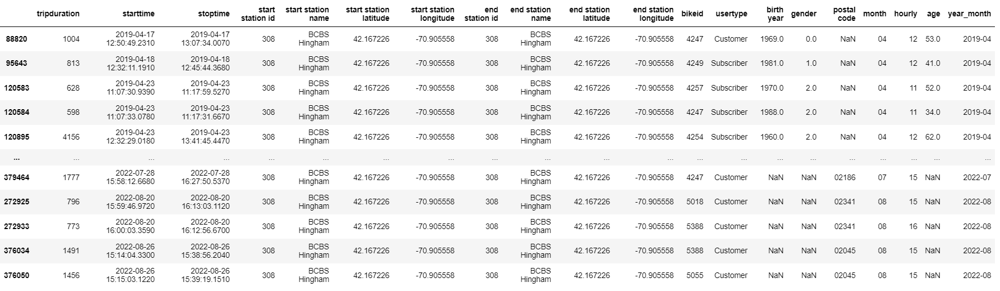 tripduration starttime stoptime start station id start station name start station latitude start station longitude end station id end station name end station latitude end station longitude bikeid usertype birth year gender postal code month hourly age year_month
88820 1004 2019-04-17 12:50:49.2310 2019-04-17 13:07:34.0070 308 BCBS Hingham 42.167226 -70.905558 308 BCBS Hingham 42.167226 -70.905558 4247 Customer 1969.0 0.0 NaN 04 12 53.0 2019-04
95643 813 2019-04-18 12:32:11.1910 2019-04-18 12:45:44.3680 308 BCBS Hingham 42.167226 -70.905558 308 BCBS Hingham 42.167226 -70.905558 4249 Subscriber 1981.0 1.0 NaN 04 12 41.0 2019-04
120583 628 2019-04-23 11:07:30.9390 2019-04-23 11:17:59.5270 308 BCBS Hingham 42.167226 -70.905558 308 BCBS Hingham 42.167226 -70.905558 4257 Subscriber 1970.0 2.0 NaN 04 11 52.0 2019-04
120584 598 2019-04-23 11:07:33.0780 2019-04-23 11:17:31.6670 308 BCBS Hingham 42.167226 -70.905558 308 BCBS Hingham 42.167226 -70.905558 4247 Subscriber 1988.0 2.0 NaN 04 11 34.0 2019-04
120895 4156 2019-04-23 12:32:29.0180 2019-04-23 13:41:45.4470 308 BCBS Hingham 42.167226 -70.905558 308 BCBS Hingham 42.167226 -70.905558 4254 Subscriber 1960.0 2.0 NaN 04 12 62.0 2019-04
... ... ... ... ... ... ... ... ... ... ... ... ... ... ... ... ... ... ... ... ...
379464 1777 2022-07-28 15:58:12.6680 2022-07-28 16:27:50.5370 308 BCBS Hingham 42.167226 -70.905558 308 BCBS Hingham 42.167226 -70.905558 4247 Customer NaN NaN 02186 07 15 NaN 2022-07
272925 796 2022-08-20 15:59:46.9720 2022-08-20 16:13:03.1120 308 BCBS Hingham 42.167226 -70.905558 308 BCBS Hingham 42.167226 -70.905558 5018 Customer NaN NaN 02341 08 15 NaN 2022-08
272933 773 2022-08-20 16:00:03.3590 2022-08-20 16:12:56.6700 308 BCBS Hingham 42.167226 -70.905558 308 BCBS Hingham 42.167226 -70.905558 5388 Customer NaN NaN 02341 08 16 NaN 2022-08
376034 1491 2022-08-26 15:14:04.3300 2022-08-26 15:38:56.2040 308 BCBS Hingham 42.167226 -70.905558 308 BCBS Hingham 42.167226 -70.905558 5388 Customer NaN NaN 02045 08 15 NaN 2022-08
376050 1456 2022-08-26 15:15:03.1220 2022-08-26 15:39:19.1510 308 BCBS Hingham 42.167226 -70.905558 308 BCBS Hingham 42.167226 -70.905558 5055 Customer NaN NaN 02045 08 15 NaN 2022-08